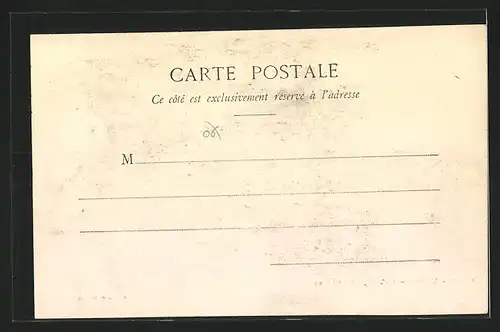 CARTE POSTALE
Ce côté est exclusivement réservé à l'adresse
M